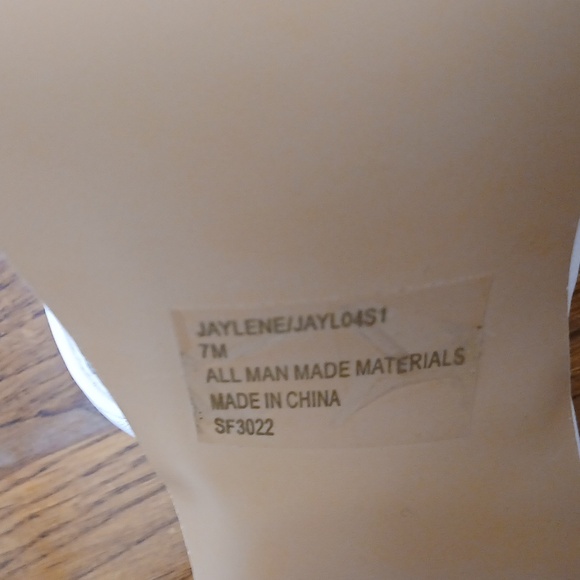 JAYLENE/JAYL04S1
7M
ALL MAN MADE MATERIALS
MADE IN CHINA
SF3022